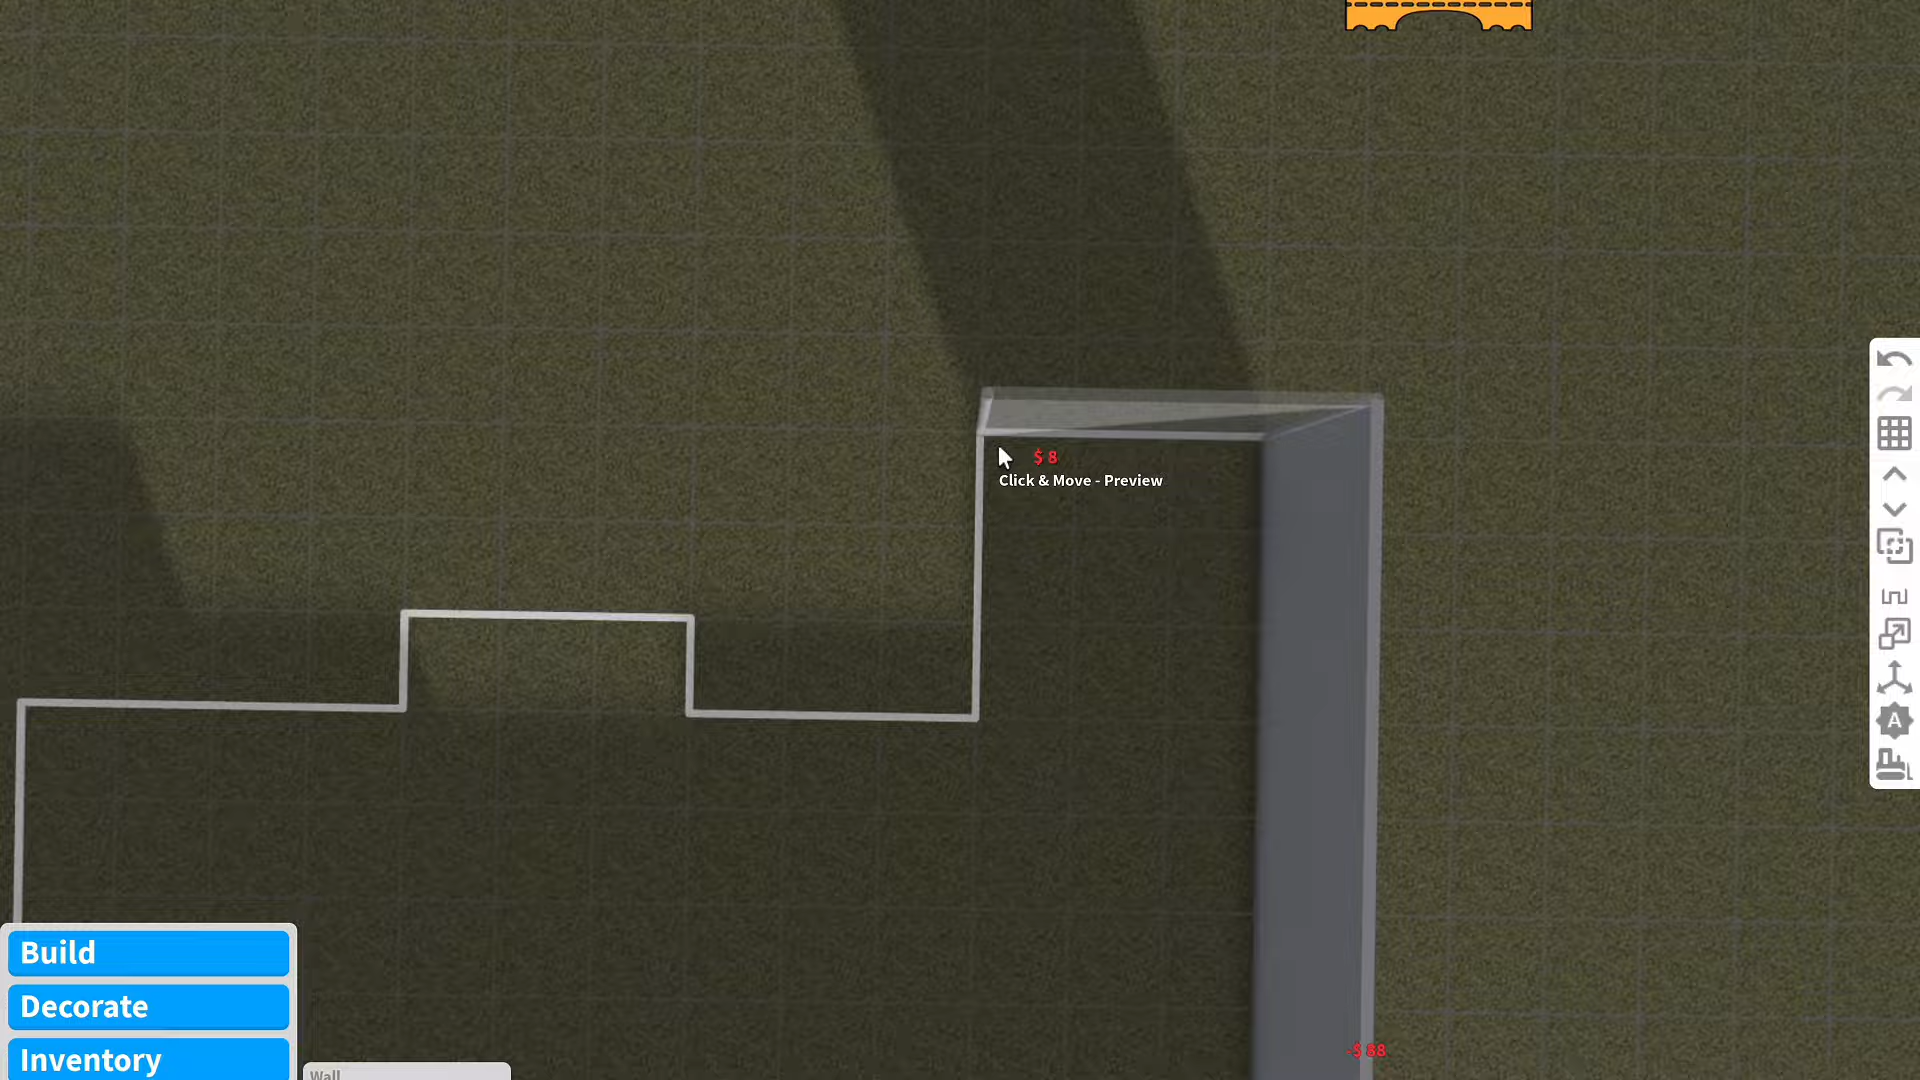 $ 8
Click & Move - Preview
A
Build
Decorate
Inventory
Wall
-$ 88